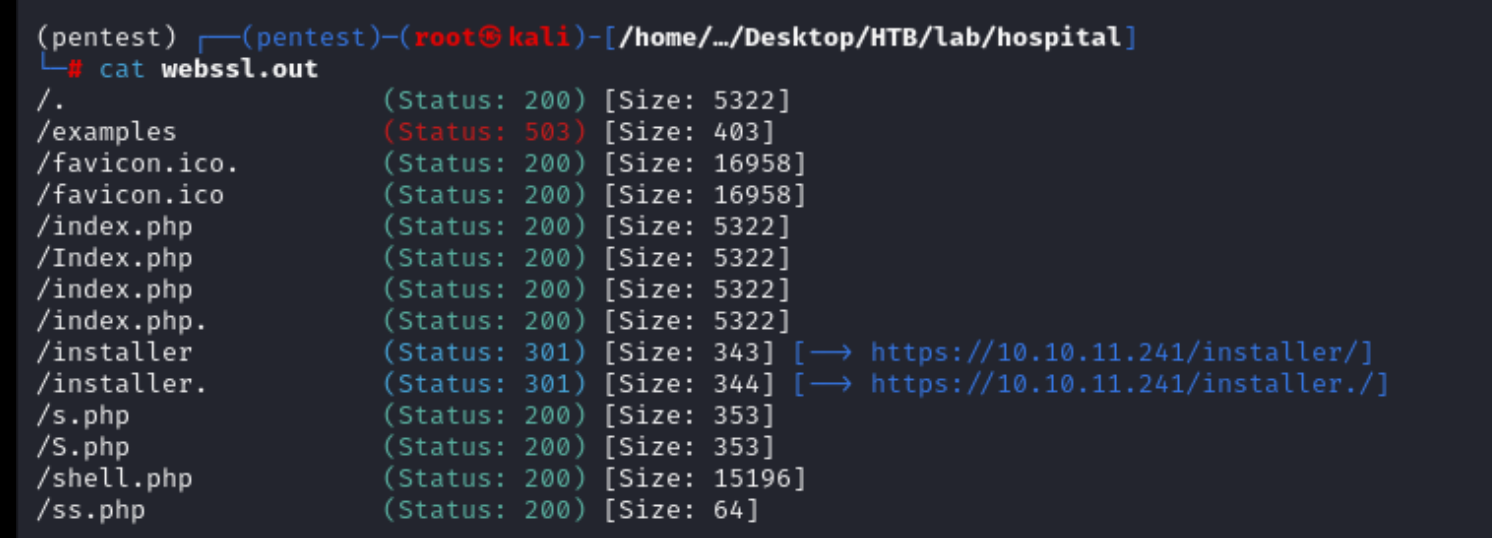 (pentest) ┌──(pentest)-(root㉿kali)-[/home/…/Desktop/HTB/lab/hospital]
└─# cat webssl.out
/.                    (Status: 200) [Size: 5322]
/examples             (Status: 503) [Size: 403]
/favicon.ico.         (Status: 200) [Size: 16958]
/favicon.ico          (Status: 200) [Size: 16958]
/index.php            (Status: 200) [Size: 5322]
/Index.php            (Status: 200) [Size: 5322]
/index.php            (Status: 200) [Size: 5322]
/index.php.           (Status: 200) [Size: 5322]
/installer            (Status: 301) [Size: 343] [──> https://10.10.11.241/installer/]
/installer.           (Status: 301) [Size: 344] [──> https://10.10.11.241/installer./]
/s.php                (Status: 200) [Size: 353]
/S.php                (Status: 200) [Size: 353]
/shell.php            (Status: 200) [Size: 15196]
/ss.php               (Status: 200) [Size: 64]